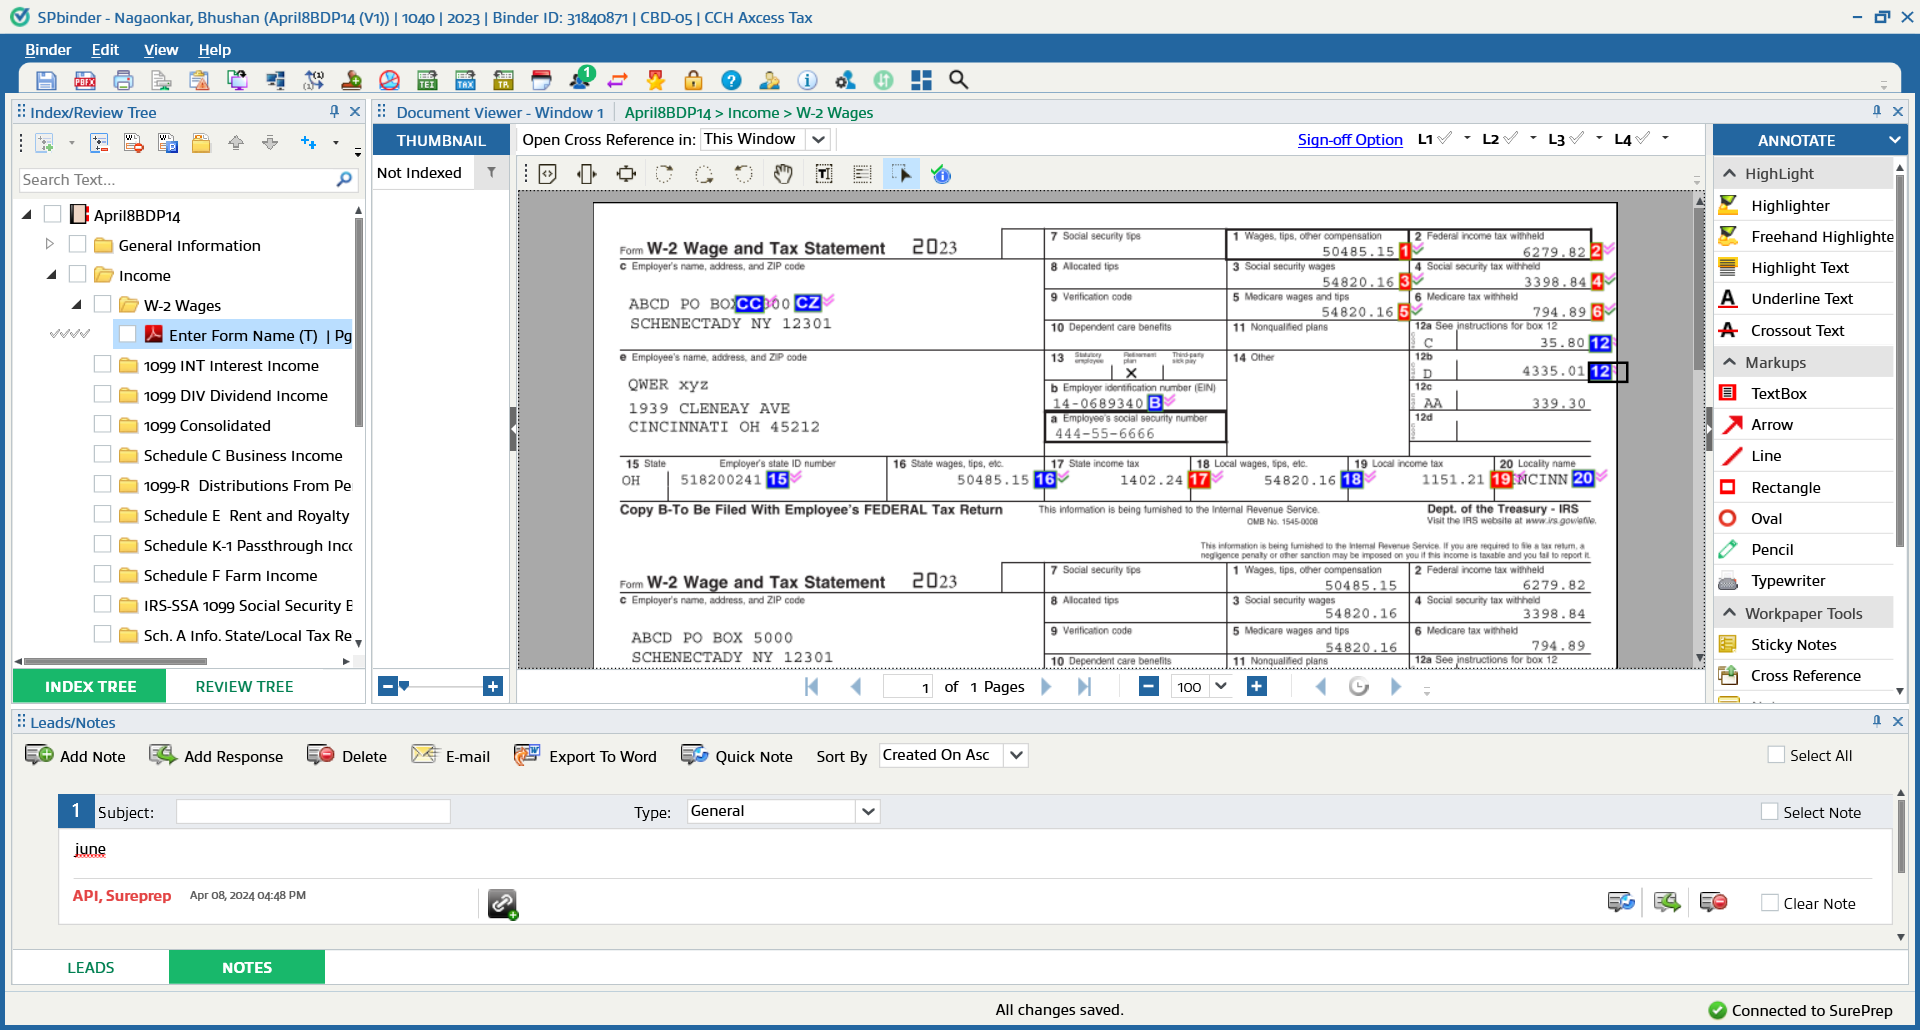 SPbinder - Nagaonkar, Bhushan (April8BDP14 (V1)) | 1040 | 2023 | Binder ID: 31840871 | CBD-05 | CCH Axcess Tax
Binder Edit View Help
PBFX TEI TAX TR 1
Index/Review Tree
Search Text...
April8BDP14
General Information
Income
W-2 Wages
Enter Form Name (T) | Pg
1099 INT Interest Income
1099 DIV Dividend Income
1099 Consolidated
Schedule C Business Income
1099-R Distributions From Pe
Schedule E Rent and Royalty
Schedule K-1 Passthrough Inc
Schedule F Farm Income
IRS-SSA 1099 Social Security
Sch. A Info. State/Local Tax Re
INDEX TREE REVIEW TREE
Document Viewer - Window 1 April8BDP14 > Income > W-2 Wages
THUMBNAIL
Not Indexed
Open Cross Reference in: This Window
Sign-off Option L1 L2 L3 L4
Form W-2 Wage and Tax Statement 2023
7 Social security tips 1 Wages, tips, other compensation 2 Federal income tax withheld
50485.15 1 6279.82 2
c Employer's name, address, and ZIP code 8 Allocated tips 3 Social security wages 4 Social security tax withheld
54820.16 3 3398.84 4
ABCD PO BOX CC 00 CZ 9 Verification code 5 Medicare wages and tips 6 Medicare tax withheld
54820.16 5 794.89 6
SCHENECTADY NY 12301 10 Dependent care benefits 11 Nonqualified plans 12a See instructions for box 12
C 35.80 12
e Employee's name, address, and ZIP code 13 Statutory employee Retirement plan Third-party sick pay 14 Other 12b
X D 4335.01 12
QWER xyz b Employer identification number (EIN) 12c
14-0689340 B AA 339.30
1939 CLENEAY AVE a Employee's social security number 12d
CINCINNATI OH 45212 444-55-6666
15 State Employer's state ID number 16 State wages, tips, etc. 17 State income tax 18 Local wages, tips, etc. 19 Local income tax 20 Locality name
OH 518200241 15 50485.15 16 1402.24 17 54820.16 18 1151.21 19 NCINN 20
Copy B-To Be Filed With Employee's FEDERAL Tax Return This information is being furnished to the Internal Revenue Service. Dept. of the Treasury - IRS
OMB No. 1545-0008 Visit the IRS website at www.irs.gov/efile.
This information is being furnished to the Internal Revenue Service. If you are required to file a tax return, a
negligence penalty or other sanction may be imposed on you if this income is taxable and you fail to report it.
Form W-2 Wage and Tax Statement 2023
7 Social security tips 1 Wages, tips, other compensation 2 Federal income tax withheld
50485.15 6279.82
c Employer's name, address, and ZIP code 8 Allocated tips 3 Social security wages 4 Social security tax withheld
54820.16 3398.84
ABCD PO BOX 5000 9 Verification code 5 Medicare wages and tips 6 Medicare tax withheld
54820.16 794.89
SCHENECTADY NY 12301 10 Dependent care benefits 11 Nonqualified plans 12a See instructions for box 12
1 of 1 Pages 100
ANNOTATE
HighLight
Highlighter
Freehand Highlighte
Highlight Text
Underline Text
Crossout Text
Markups
TextBox
Arrow
Line
Rectangle
Oval
Pencil
Typewriter
Workpaper Tools
Sticky Notes
Cross Reference
Leads/Notes
Add Note Add Response Delete E-mail Export To Word Quick Note Sort By Created On Asc Select All
1 Subject: Type: General Select Note
june
API, Sureprep Apr 08, 2024 04:48 PM Clear Note
LEADS NOTES
All changes saved. Connected to SurePrep